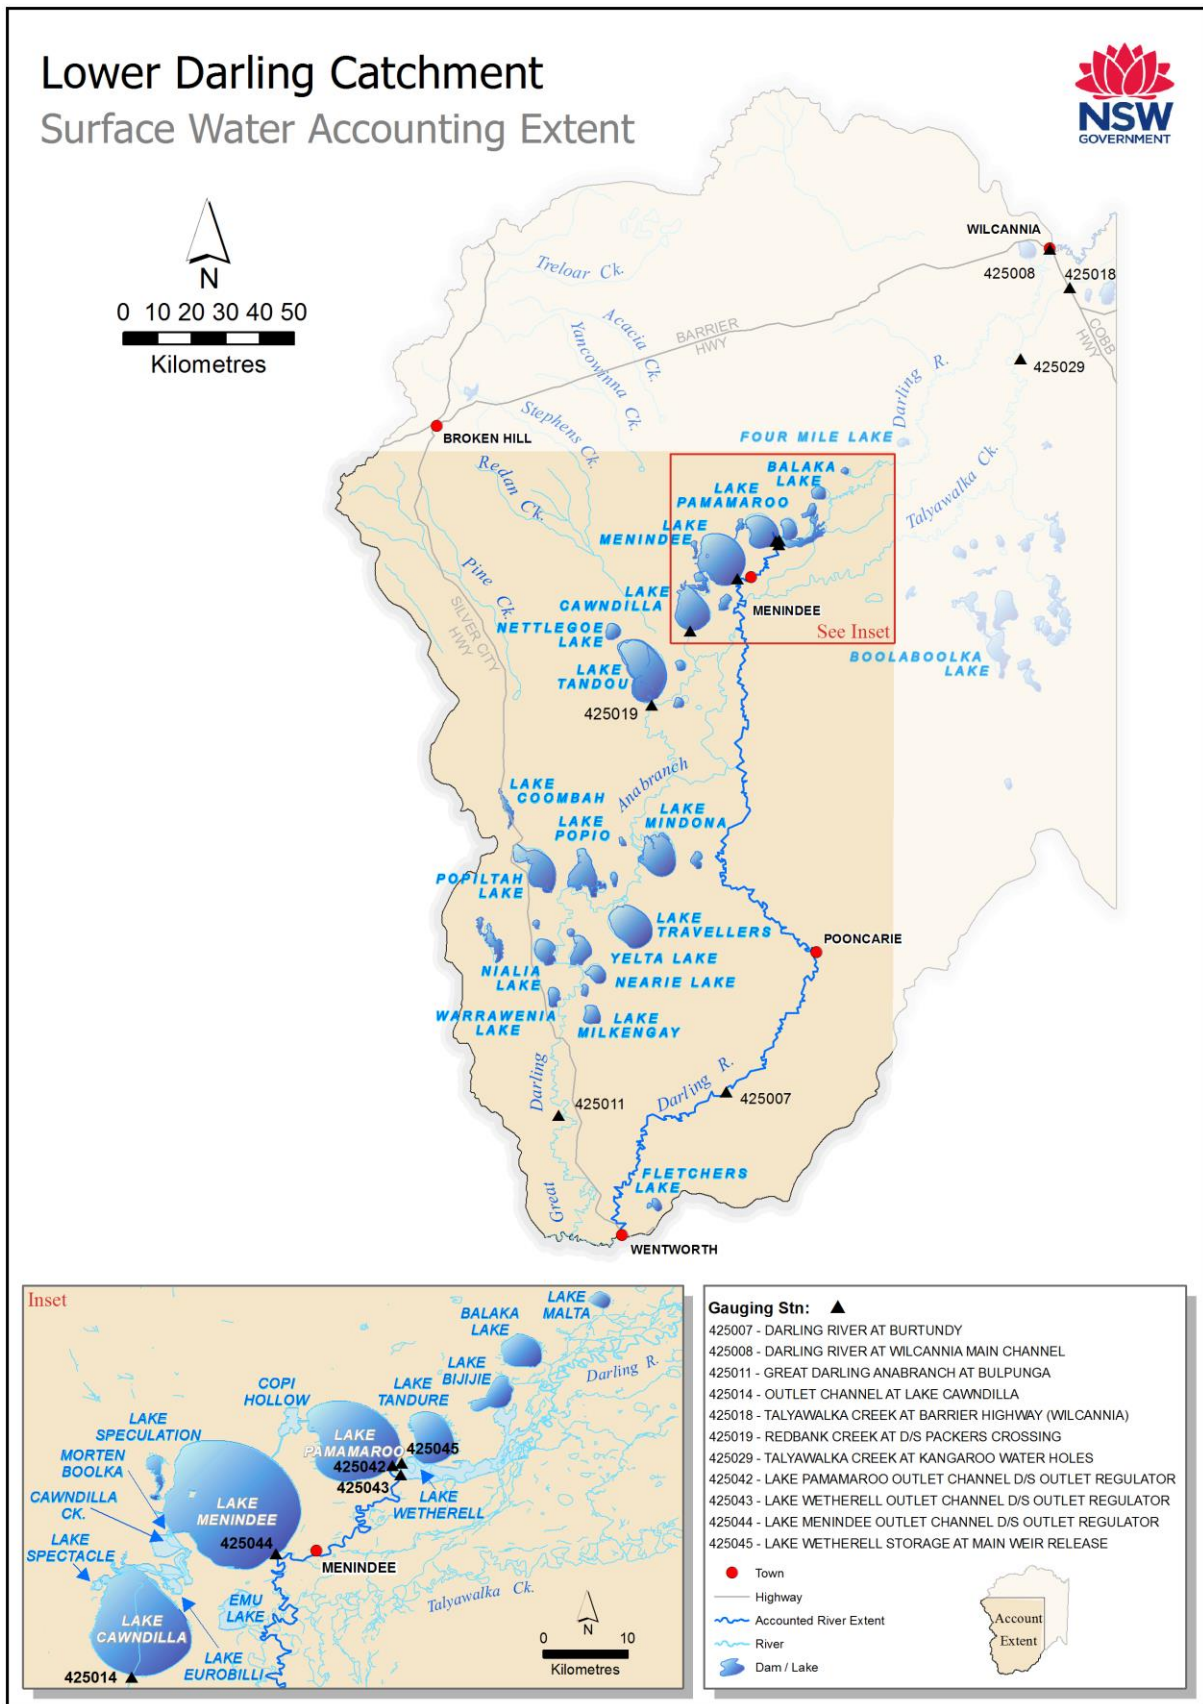 Lower Darling Catchment
Surface Water Accounting Extent
NSW
GOVERNMENT
N
0 10 20 30 40 50
Kilometres
WILCANNIA
425008
425018
Treloar Ck.
Acacia Ck.
Yancowinna Ck.
BARRIER
HWY
COBB
HWY
425029
Darling R.
Stephens Ck.
BROKEN HILL
Redan Ck.
FOUR MILE LAKE
BALAKA
LAKE
LAKE
PAMAMAROO
Talyawalka Ck.
LAKE
MENINDEE
Pine Ck.
SILVER CITY
HWY
LAKE
CAWNDILLA
MENINDEE
NETTLEGOE
LAKE
See Inset
BOOLABOOLKA
LAKE
LAKE
TANDOU
425019
Anabranch
LAKE
COOMBAH
LAKE
POPIO
LAKE
MINDONA
POPILTAH
LAKE
LAKE
TRAVELLERS
POONCARIE
YELTA LAKE
NIALIA
LAKE
NEARIE LAKE
WARRAWENIA
LAKE
LAKE
MILKENGAY
Darling
Darling R.
425011
425007
FLETCHERS
LAKE
Great
WENTWORTH
Inset
LAKE
MALTA
BALAKA
LAKE
LAKE
BIJIJIE
Darling R.
COPI
HOLLOW
LAKE
TANDURE
LAKE
SPECULATION
LAKE
PAMAMAROO
425045
MORTEN
BOOLKA
425042
425043
CAWNDILLA
CK.
LAKE
WETHERELL
LAKE
MENINDEE
LAKE
SPECTACLE
425044
MENINDEE
EMU
LAKE
Talyawalka Ck.
LAKE
CAWNDILLA
N
LAKE
EUROBILLI
0 10
Kilometres
425014
Gauging Stn:
425007 - DARLING RIVER AT BURTUNDY
425008 - DARLING RIVER AT WILCANNIA MAIN CHANNEL
425011 - GREAT DARLING ANABRANCH AT BULPUNGA
425014 - OUTLET CHANNEL AT LAKE CAWNDILLA
425018 - TALYAWALKA CREEK AT BARRIER HIGHWAY (WILCANNIA)
425019 - REDBANK CREEK AT D/S PACKERS CROSSING
425029 - TALYAWALKA CREEK AT KANGAROO WATER HOLES
425042 - LAKE PAMAMAROO OUTLET CHANNEL D/S OUTLET REGULATOR
425043 - LAKE WETHERELL OUTLET CHANNEL D/S OUTLET REGULATOR
425044 - LAKE MENINDEE OUTLET CHANNEL D/S OUTLET REGULATOR
425045 - LAKE WETHERELL STORAGE AT MAIN WEIR RELEASE
Town
Highway
Accounted River Extent
River
Dam / Lake
Account
Extent